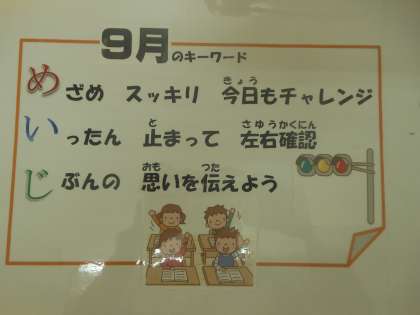 9月のキーワード
めざめ スッキリ 今日もチャレンジ
いったん 止まって 左右確認
じぶんの 思いを伝えよう